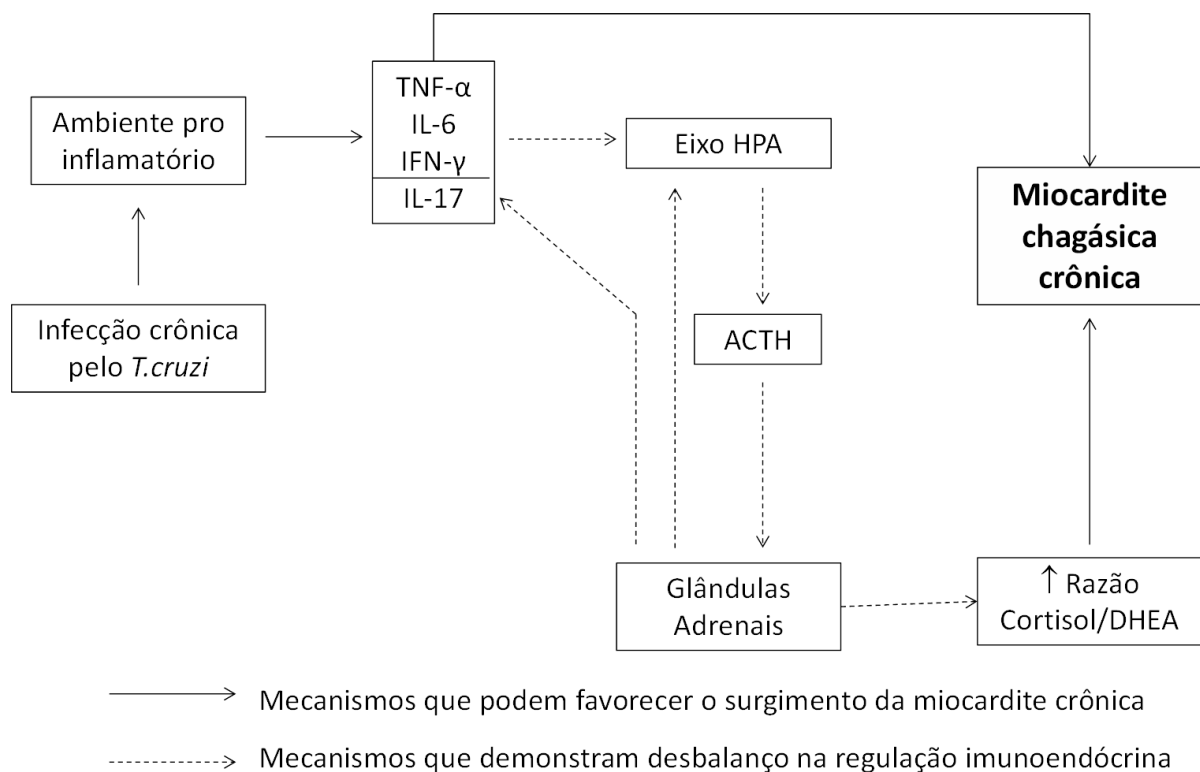 Ambiente pro
inflamatório
TNF-α
IL-6
IFN-γ
IL-17
Eixo HPA
Miocardite
chagásica
crônica
Infecção crônica
pelo T.cruzi
ACTH
Glândulas
Adrenais
↑ Razão
Cortisol/DHEA
Mecanismos que podem favorecer o surgimento da miocardite crônica
Mecanismos que demonstram desbalanço na regulação imunoendócrina